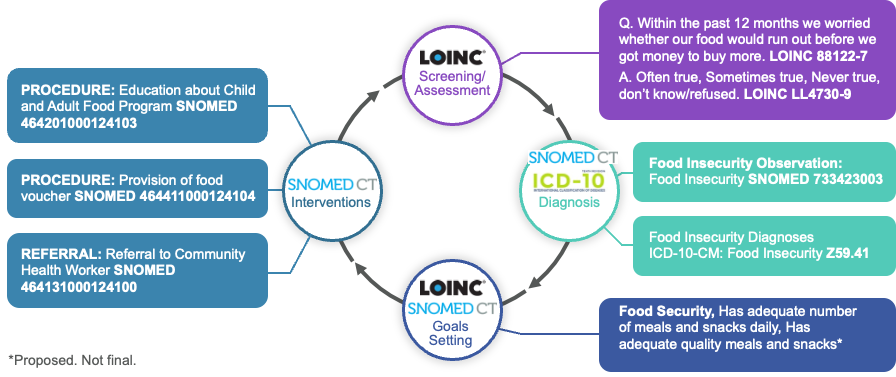 LOINC®
Screening/
Assessment
Q. Within the past 12 months we worried
whether our food would run out before we
got money to buy more. LOINC 88122-7
A. Often true, Sometimes true, Never true,
don’t know/refused. LOINC LL4730-9
SNOMED CT
ICD-10
INTERNATIONAL CLASSIFICATION OF DISEASES
Diagnosis
Food Insecurity Observation:
Food Insecurity SNOMED 733423003
Food Insecurity Diagnoses
ICD-10-CM: Food Insecurity Z59.41
LOINC®
SNOMED CT
Goals
Setting
Food Security, Has adequate number
of meals and snacks daily, Has
adequate quality meals and snacks*
SNOMED CT
Interventions
PROCEDURE: Education about Child
and Adult Food Program SNOMED
464201000124103
PROCEDURE: Provision of food
voucher SNOMED 464411000124104
REFERRAL: Referral to Community
Health Worker SNOMED
464131000124100
*Proposed. Not final.